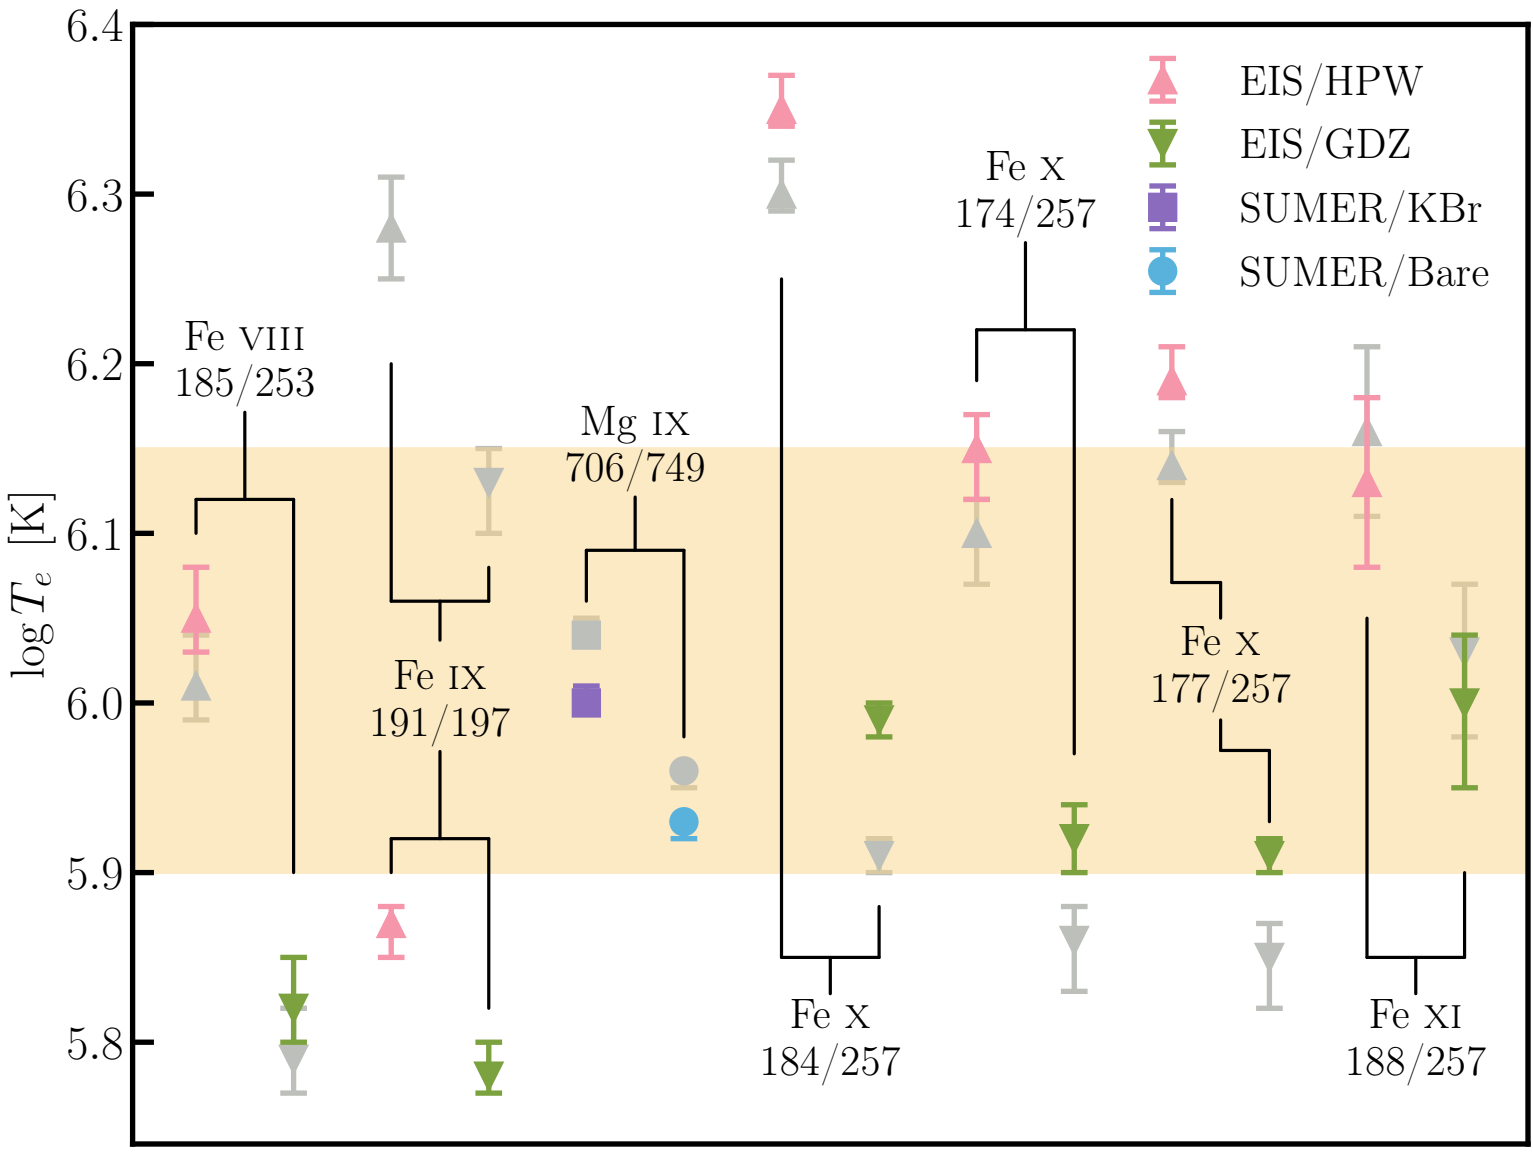 6.4
6.3
6.2
6.1
6.0
5.9
5.8
log T_e [K]
EIS/HPW
EIS/GDZ
SUMER/KBr
SUMER/Bare
Fe VIII
185/253
Fe IX
191/197
Mg IX
706/749
Fe X
184/257
Fe X
174/257
Fe X
177/257
Fe XI
188/257